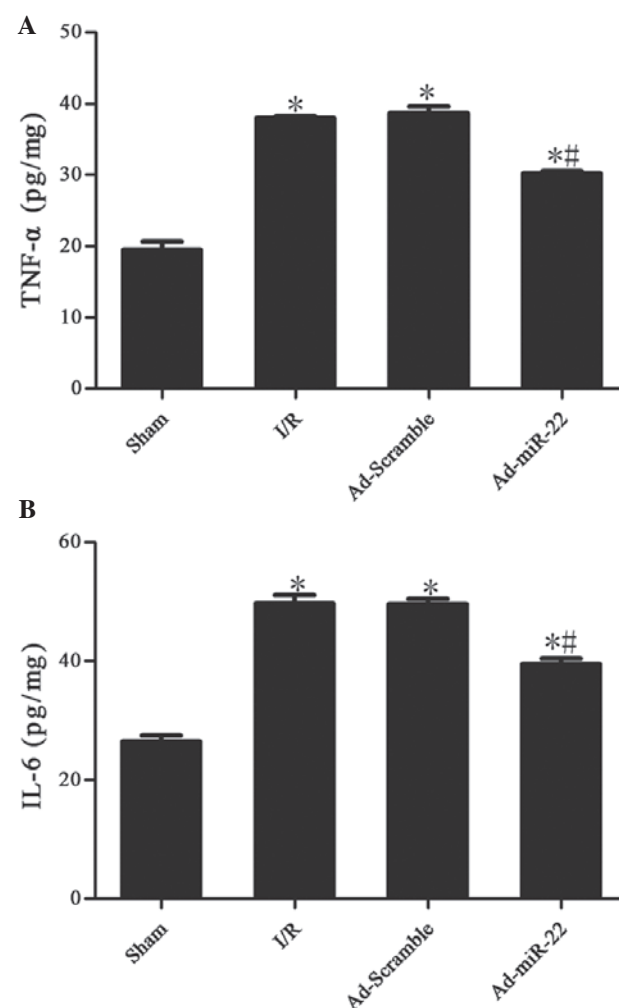 A
TNF-α (pg/mg)
50
40
30
20
10
0
*
*
*#
Sham
I/R
Ad-Scramble
Ad-miR-22
B
IL-6 (pg/mg)
60
40
20
0
*
*
*#
Sham
I/R
Ad-Scramble
Ad-miR-22